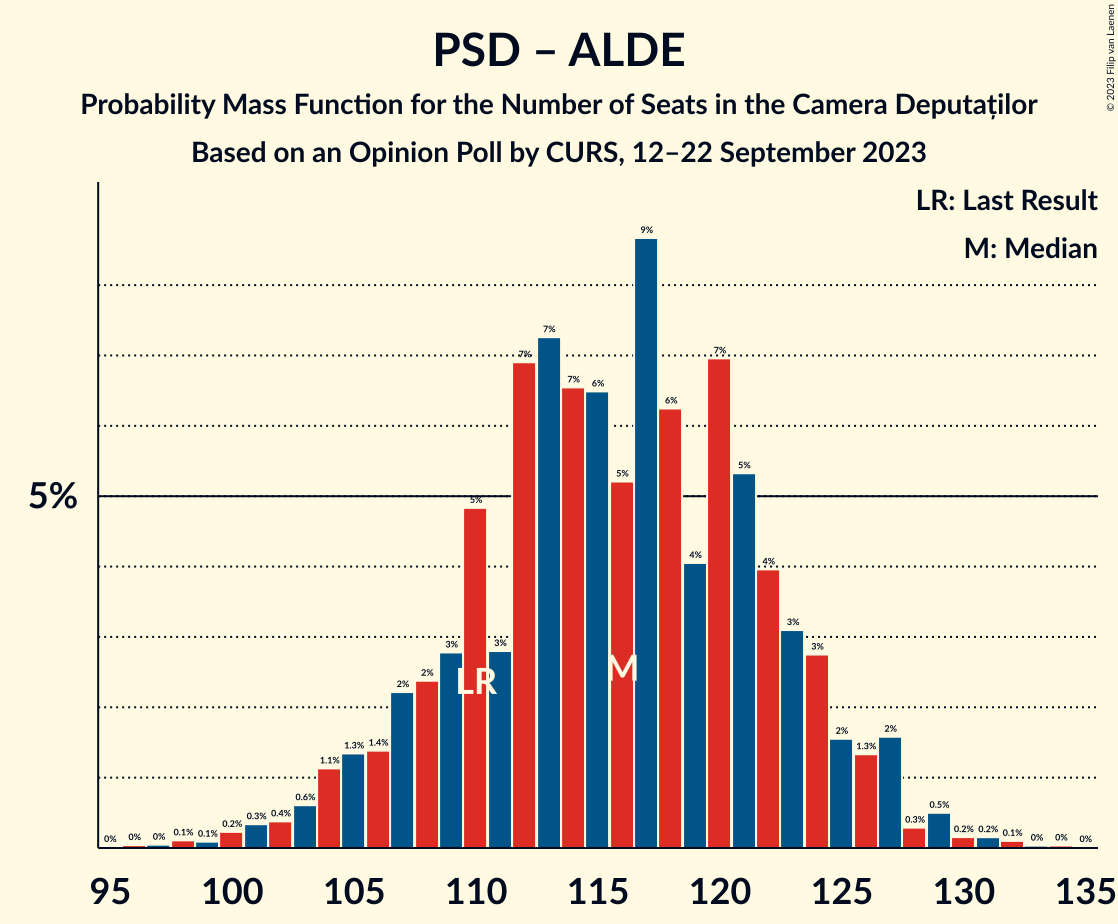 © 2023 Filip van Laenen
PSD – ALDE
Probability Mass Function for the Number of Seats in the Camera Deputaților
Based on an Opinion Poll by CURS, 12–22 September 2023
LR: Last Result
M: Median
5%
0% 0% 0% 0.1% 0.1% 0.2% 0.3% 0.4% 0.6% 1.1% 1.3% 1.4% 2% 2% 3% 5% 3% 7% 7% 7% 6% 5% 9% 6% 4% 7% 5% 4% 3% 3% 2% 1.3% 2% 0.3% 0.5% 0.2% 0.2% 0.1% 0% 0% 0%
LR M
95 100 105 110 115 120 125 130 135